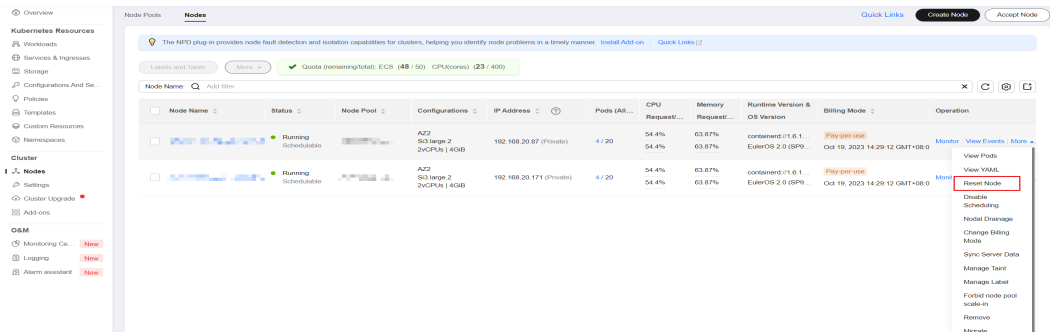 Overview
Kubernetes Resources
Workloads
Services & Ingresses
Storage
Configurations And Se...
Policies
Templates
Custom Resources
Namespaces
Cluster
Nodes
Settings
Cluster Upgrade
Add-ons
O&M
Monitoring Ce... New
Logging New
Alarm assistant New
Node Pools Nodes Quick Links Create Node Accept Node
The NPD plug-in provides node fault detection and isolation capabilities for clusters, helping you identify node problems in a timely manner. Install Add-on Quick Links
Labels and Taints More Quota (remaining/total): ECS (48 / 50) CPU(cores) (23 / 400)
Node Name: Add filter
Node Name Status Node Pool Configurations IP Address Pods (All... CPU Request/... Memory Request/... Runtime Version & OS Version Billing Mode Operation
Running Schedulable AZ2 Si3.large.2 2vCPUs | 4GiB 192.168.20.87 (Private) 4 / 20 54.4% 54.4% 63.87% 63.87% containerd://1.6.1... EulerOS 2.0 (SP9... Pay-per-use Oct 19, 2023 14:29:12 GMT+08:0 Monitor View Events More
Running Schedulable AZ2 Si3.large.2 2vCPUs | 4GiB 192.168.20.171 (Private) 4 / 20 54.4% 54.4% 63.87% 63.87% containerd://1.6.1... EulerOS 2.0 (SP9... Pay-per-use Oct 19, 2023 14:29:12 GMT+08:0 Monit
View Pods
View YAML
Reset Node
Disable
Scheduling
Nodal Drainage
Change Billing
Mode
Sync Server Data
Manage Taint
Manage Label
Forbid node pool
scale-in
Remove
Migrate